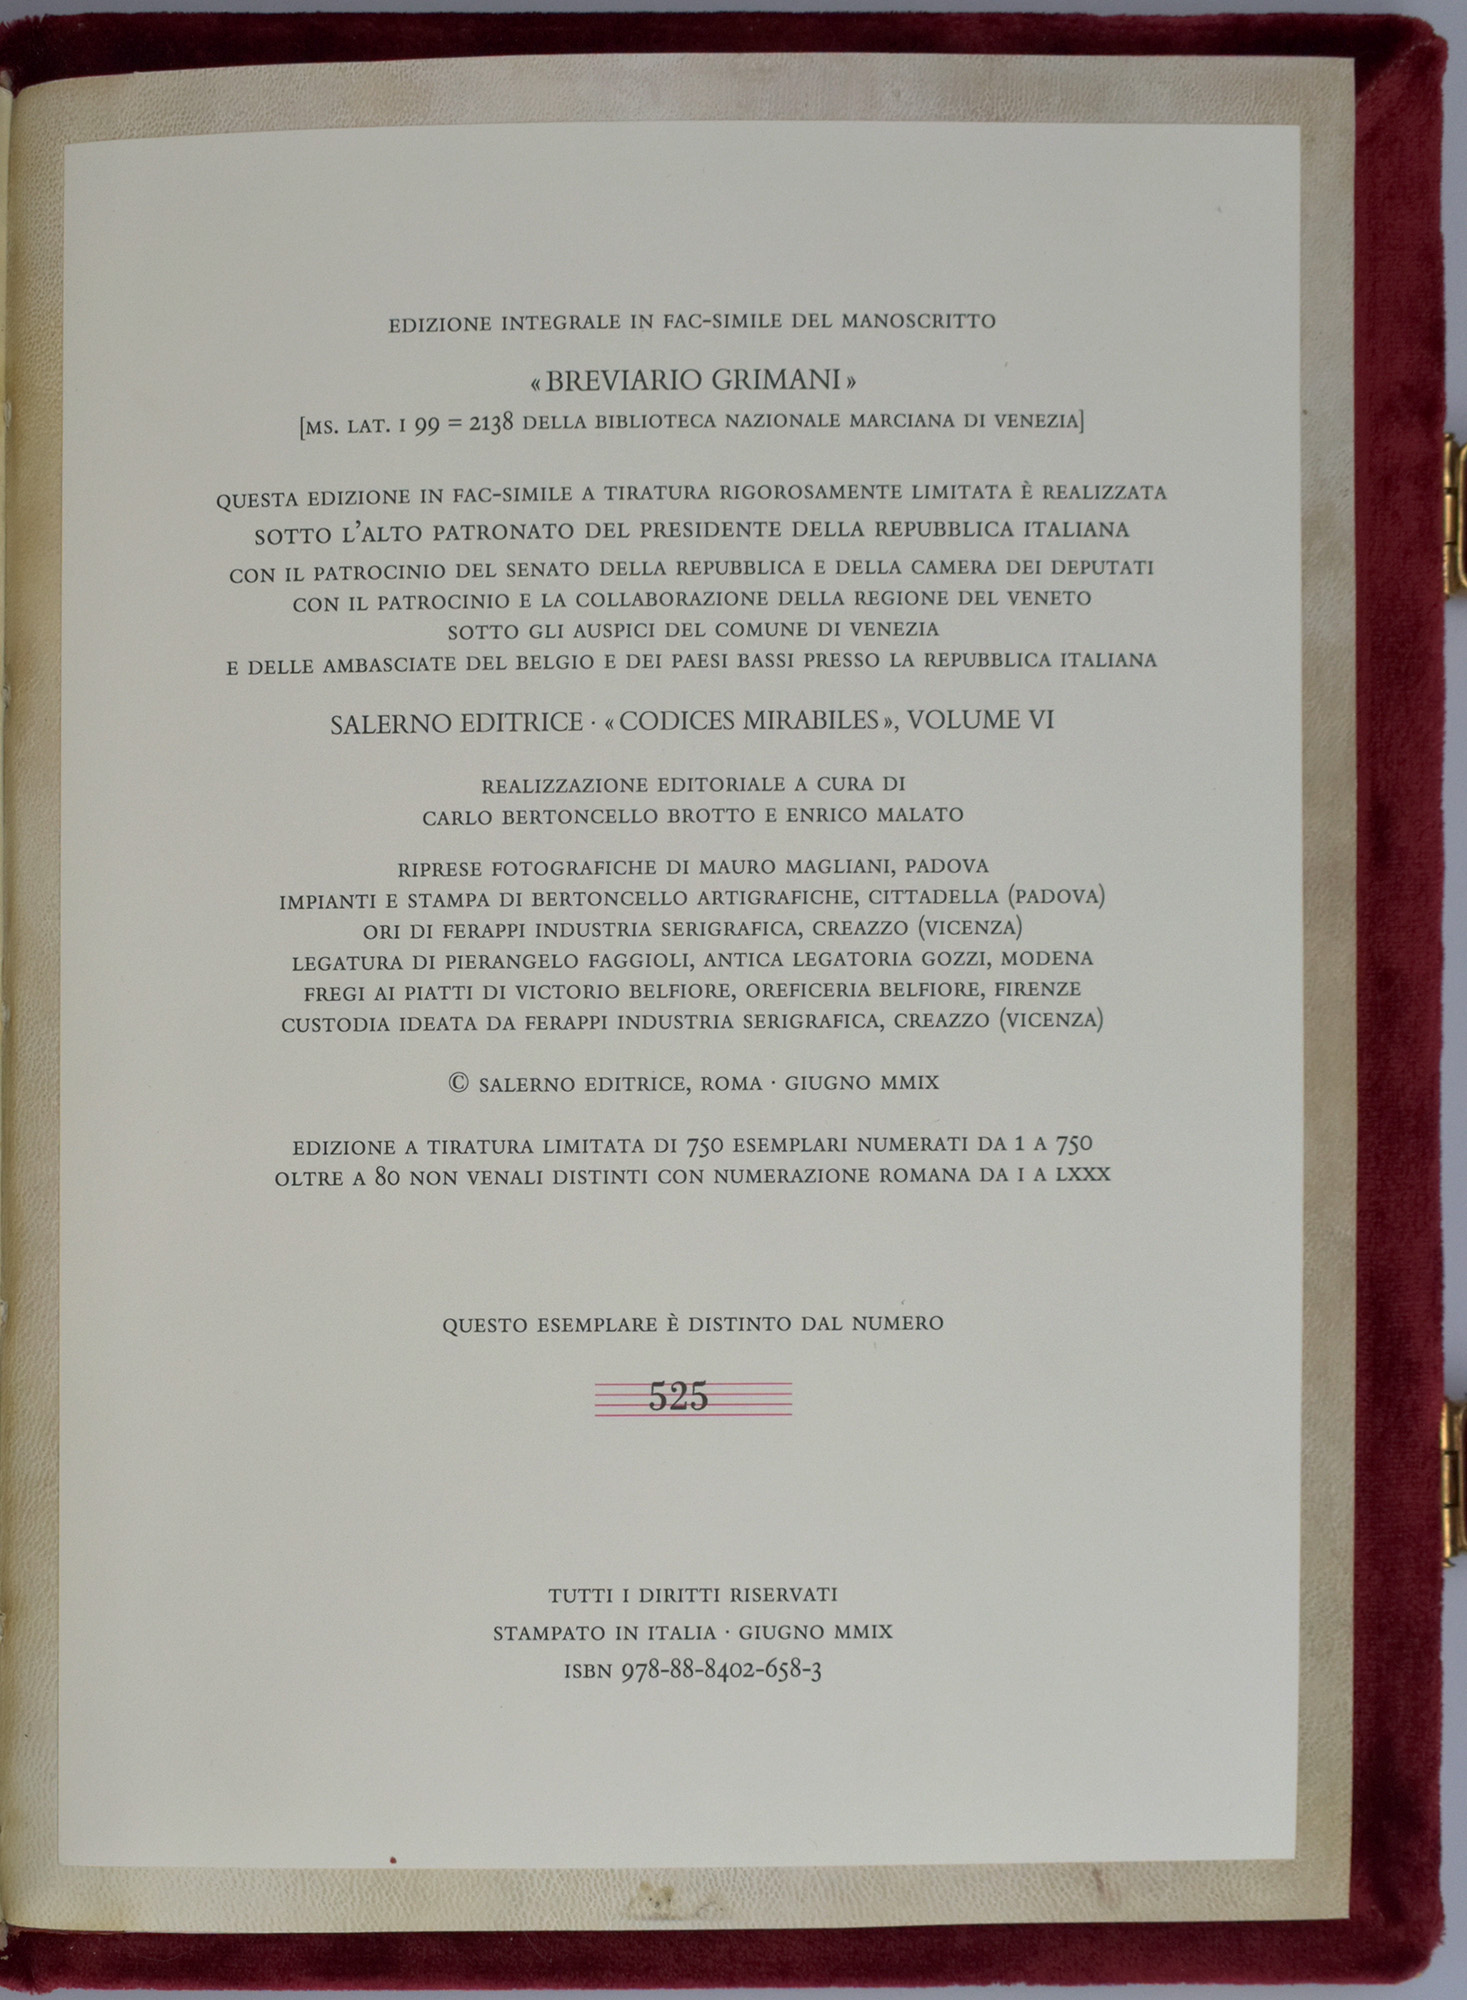 EDIZIONE INTEGRALE IN FAC-SIMILE DEL MANOSCRITTO
«BREVIARIO GRIMANI»
[MS. LAT. I 99 = 2138 DELLA BIBLIOTECA NAZIONALE MARCIANA DI VENEZIA]
QUESTA EDIZIONE IN FAC-SIMILE A TIRATURA RIGOROSAMENTE LIMITATA È REALIZZATA
SOTTO L’ALTO PATRONATO DEL PRESIDENTE DELLA REPUBBLICA ITALIANA
CON IL PATROCINIO DEL SENATO DELLA REPUBBLICA E DELLA CAMERA DEI DEPUTATI
CON IL PATROCINIO E LA COLLABORAZIONE DELLA REGIONE DEL VENETO
SOTTO GLI AUSPICI DEL COMUNE DI VENEZIA
E DELLE AMBASCIATE DEL BELGIO E DEI PAESI BASSI PRESSO LA REPUBBLICA ITALIANA
SALERNO EDITRICE · «CODICES MIRABILES», VOLUME VI
REALIZZAZIONE EDITORIALE A CURA DI
CARLO BERTONCELLO BROTTO E ENRICO MALATO
RIPRESE FOTOGRAFICHE DI MAURO MAGLIANI, PADOVA
IMPIANTI E STAMPA DI BERTONCELLO ARTIGRAFICHE, CITTADELLA (PADOVA)
ORI DI FERAPPI INDUSTRIA SERIGRAFICA, CREAZZO (VICENZA)
LEGATURA DI PIERANGELO FAGGIOLI, ANTICA LEGATORIA GOZZI, MODENA
FREGI AI PIATTI DI VICTORIO BELFIORE, OREFICERIA BELFIORE, FIRENZE
CUSTODIA IDEATA DA FERAPPI INDUSTRIA SERIGRAFICA, CREAZZO (VICENZA)
© SALERNO EDITRICE, ROMA · GIUGNO MMIX
EDIZIONE A TIRATURA LIMITATA DI 750 ESEMPLARI NUMERATI DA 1 A 750
OLTRE A 80 NON VENALI DISTINTI CON NUMERAZIONE ROMANA DA I A LXXX
QUESTO ESEMPLARE È DISTINTO DAL NUMERO
525
TUTTI I DIRITTI RISERVATI
STAMPATO IN ITALIA · GIUGNO MMIX
ISBN 978-88-8402-658-3